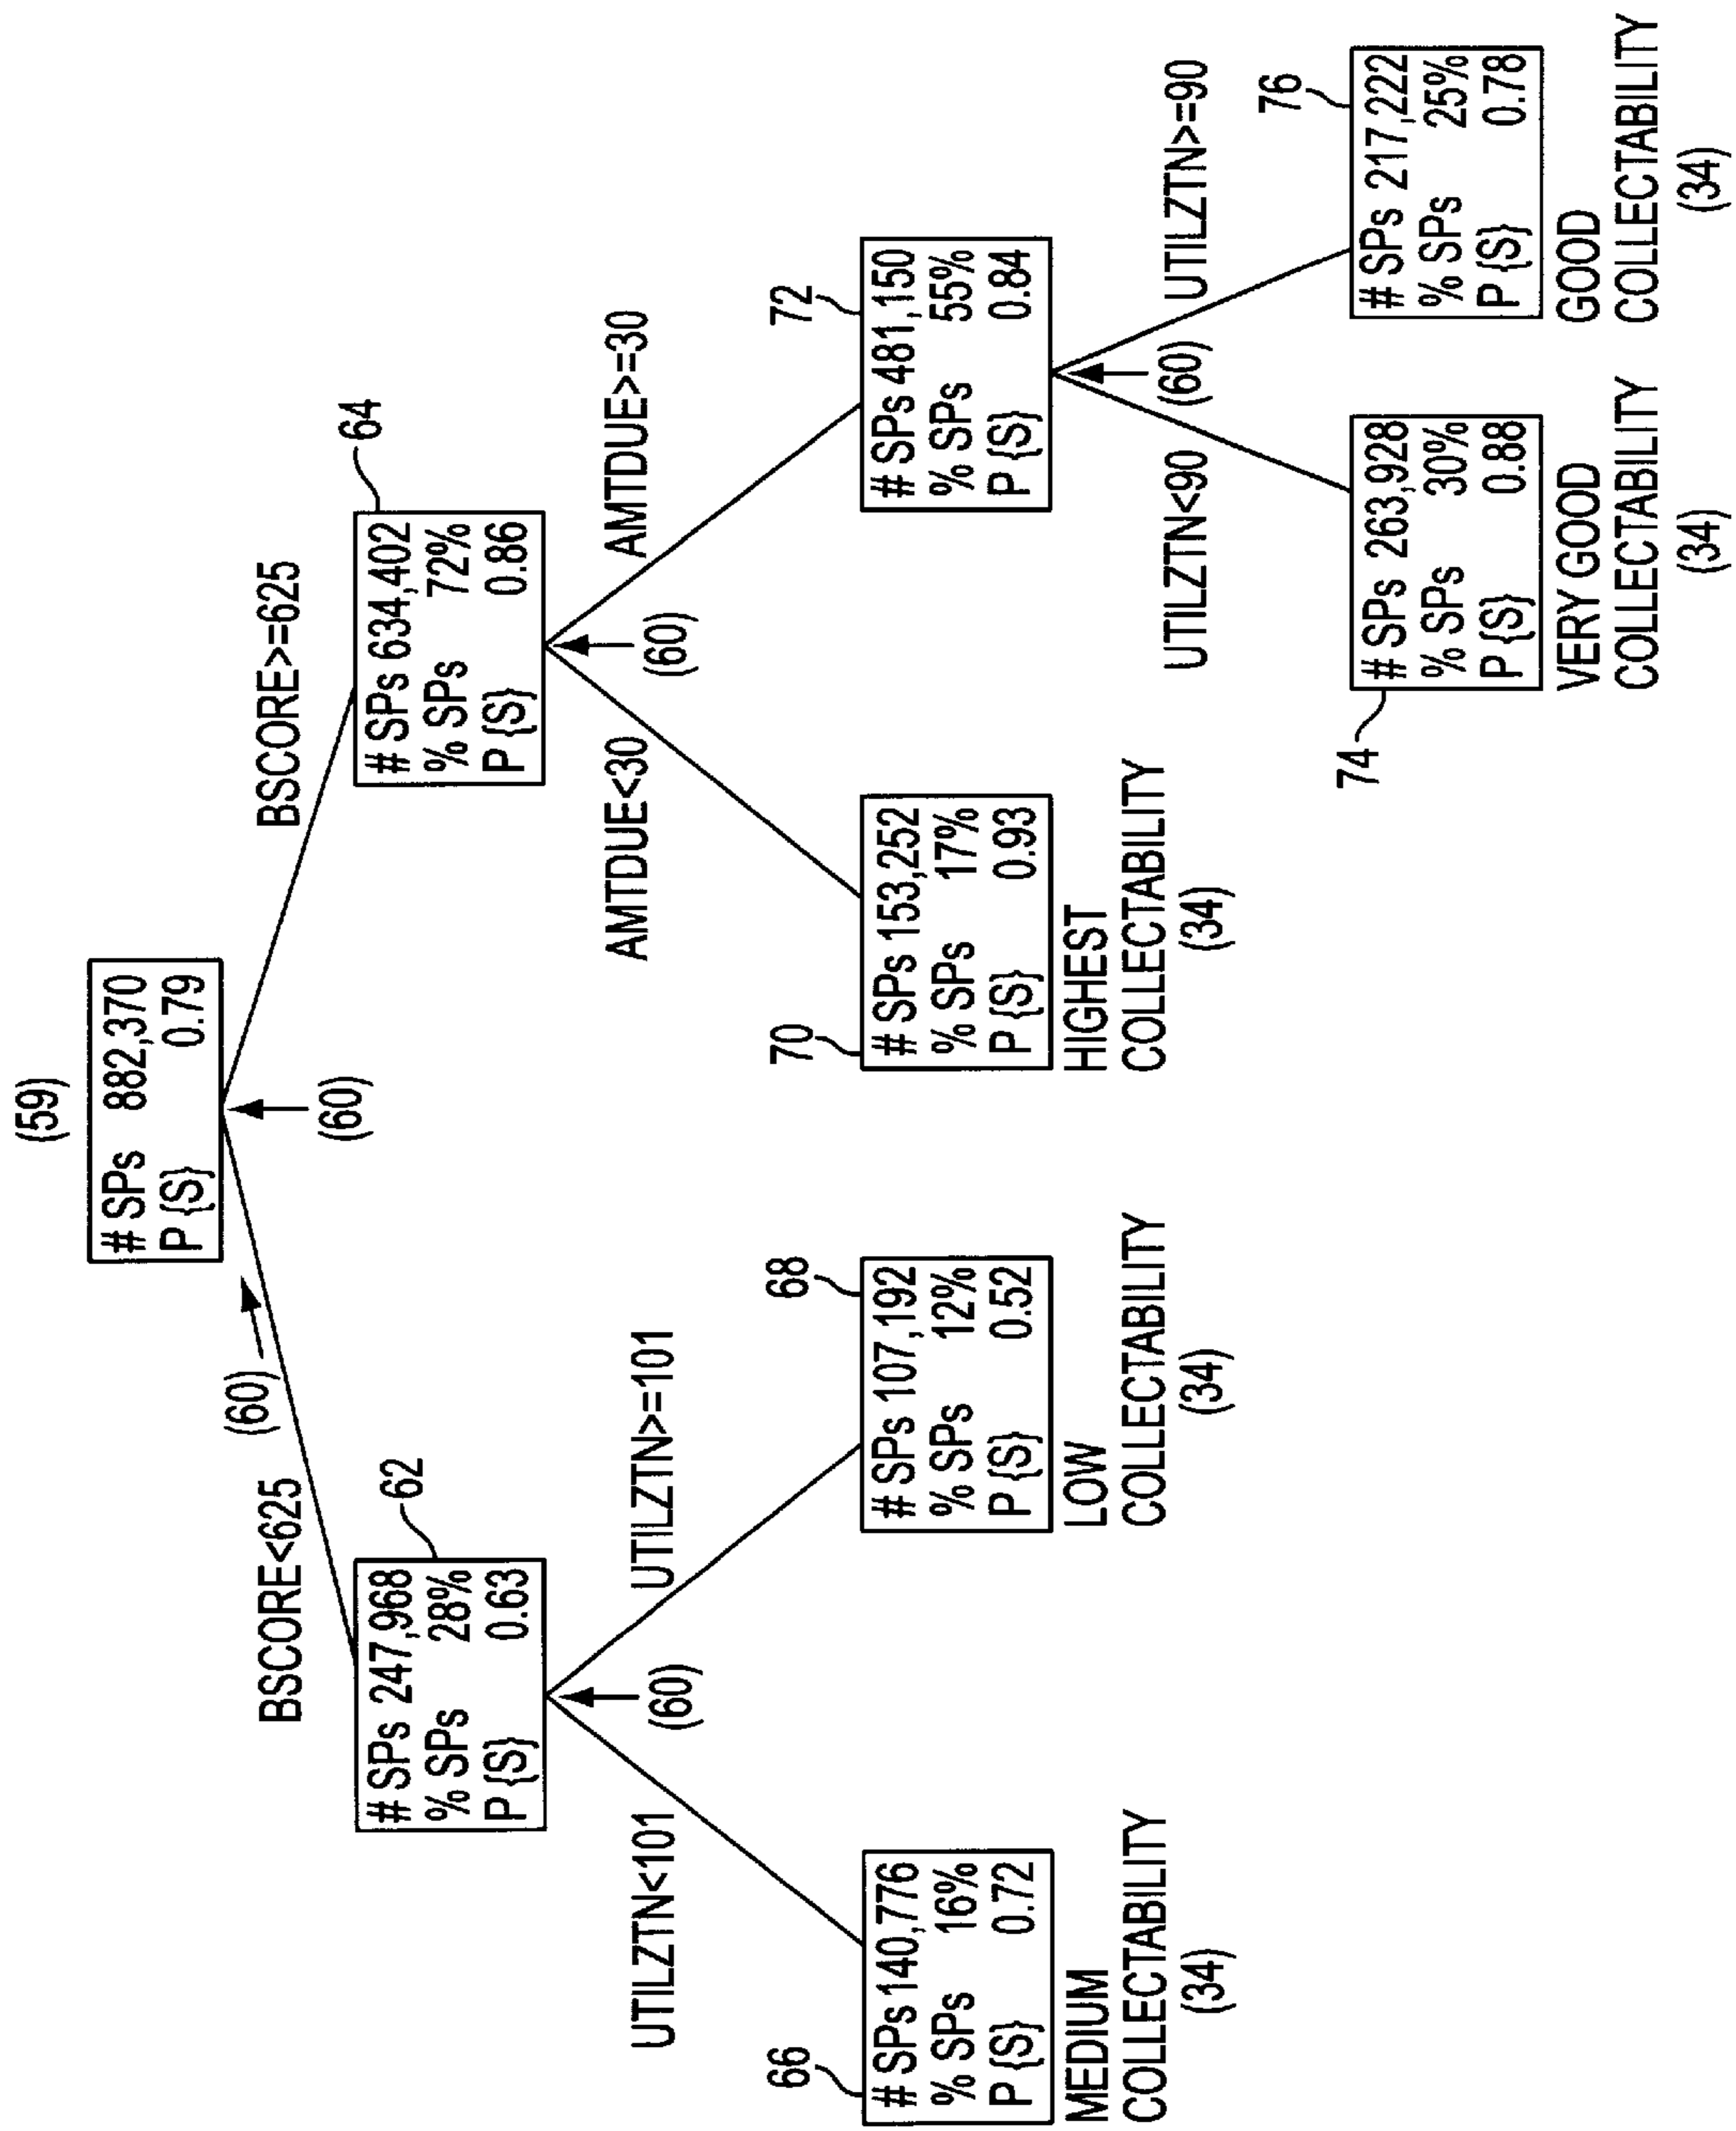 (59)
# SPs 882,370
P {S} 0.79
(60)
(60)
BSCORE<625
BSCORE>=625
62
# SPs 247,968
% SPs 28%
P {S} 0.63
64
# SPs 634,402
% SPs 72%
P {S} 0.86
(60)
UTILZTN<101
UTILZTN>=101
(60)
AMTDUE<30
AMTDUE>=30
66
# SPs 140,776
% SPs 16%
P {S} 0.72
MEDIUM
COLLECTABILITY
(34)
68
# SPs 107,192
% SPs 12%
P {S} 0.52
LOW
COLLECTABILITY
(34)
70
# SPs 153,252
% SPs 17%
P {S} 0.93
HIGHEST
COLLECTABILITY
(34)
72
# SPs 481,150
% SPs 55%
P {S} 0.84
(60)
UTILZTN<90
UTILZTN>=90
74
# SPs 263,928
% SPs 30%
P {S} 0.88
VERY GOOD
COLLECTABILITY
(34)
76
# SPs 217,222
% SPs 25%
P {S} 0.78
GOOD
COLLECTABILITY
(34)